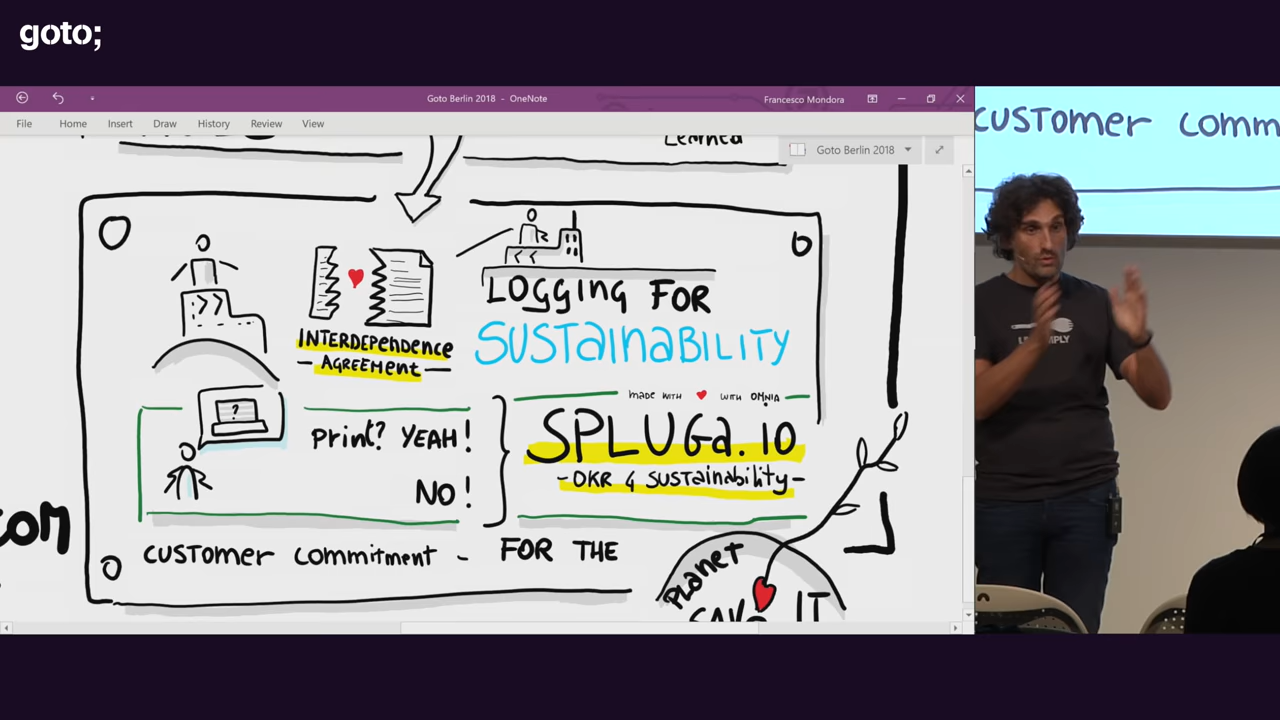 goto;
Goto Berlin 2018 - OneNote
Francesco Mondora
File Home Insert Draw History Review View
Learned
Goto Berlin 2018
INTERDEPENDENCE
- AGREEMENT -
LOGGING FOR
SUSTAINABILITY
made WITH ♥ WITH OMNIA
?
Print? YEAH!
NO!
SPLUGa.IO
- OKR & SUSTainability -
CUSTOMER COMMITMENT - FOR THE
PLANET
IT
COM
CUSTOMER COMM